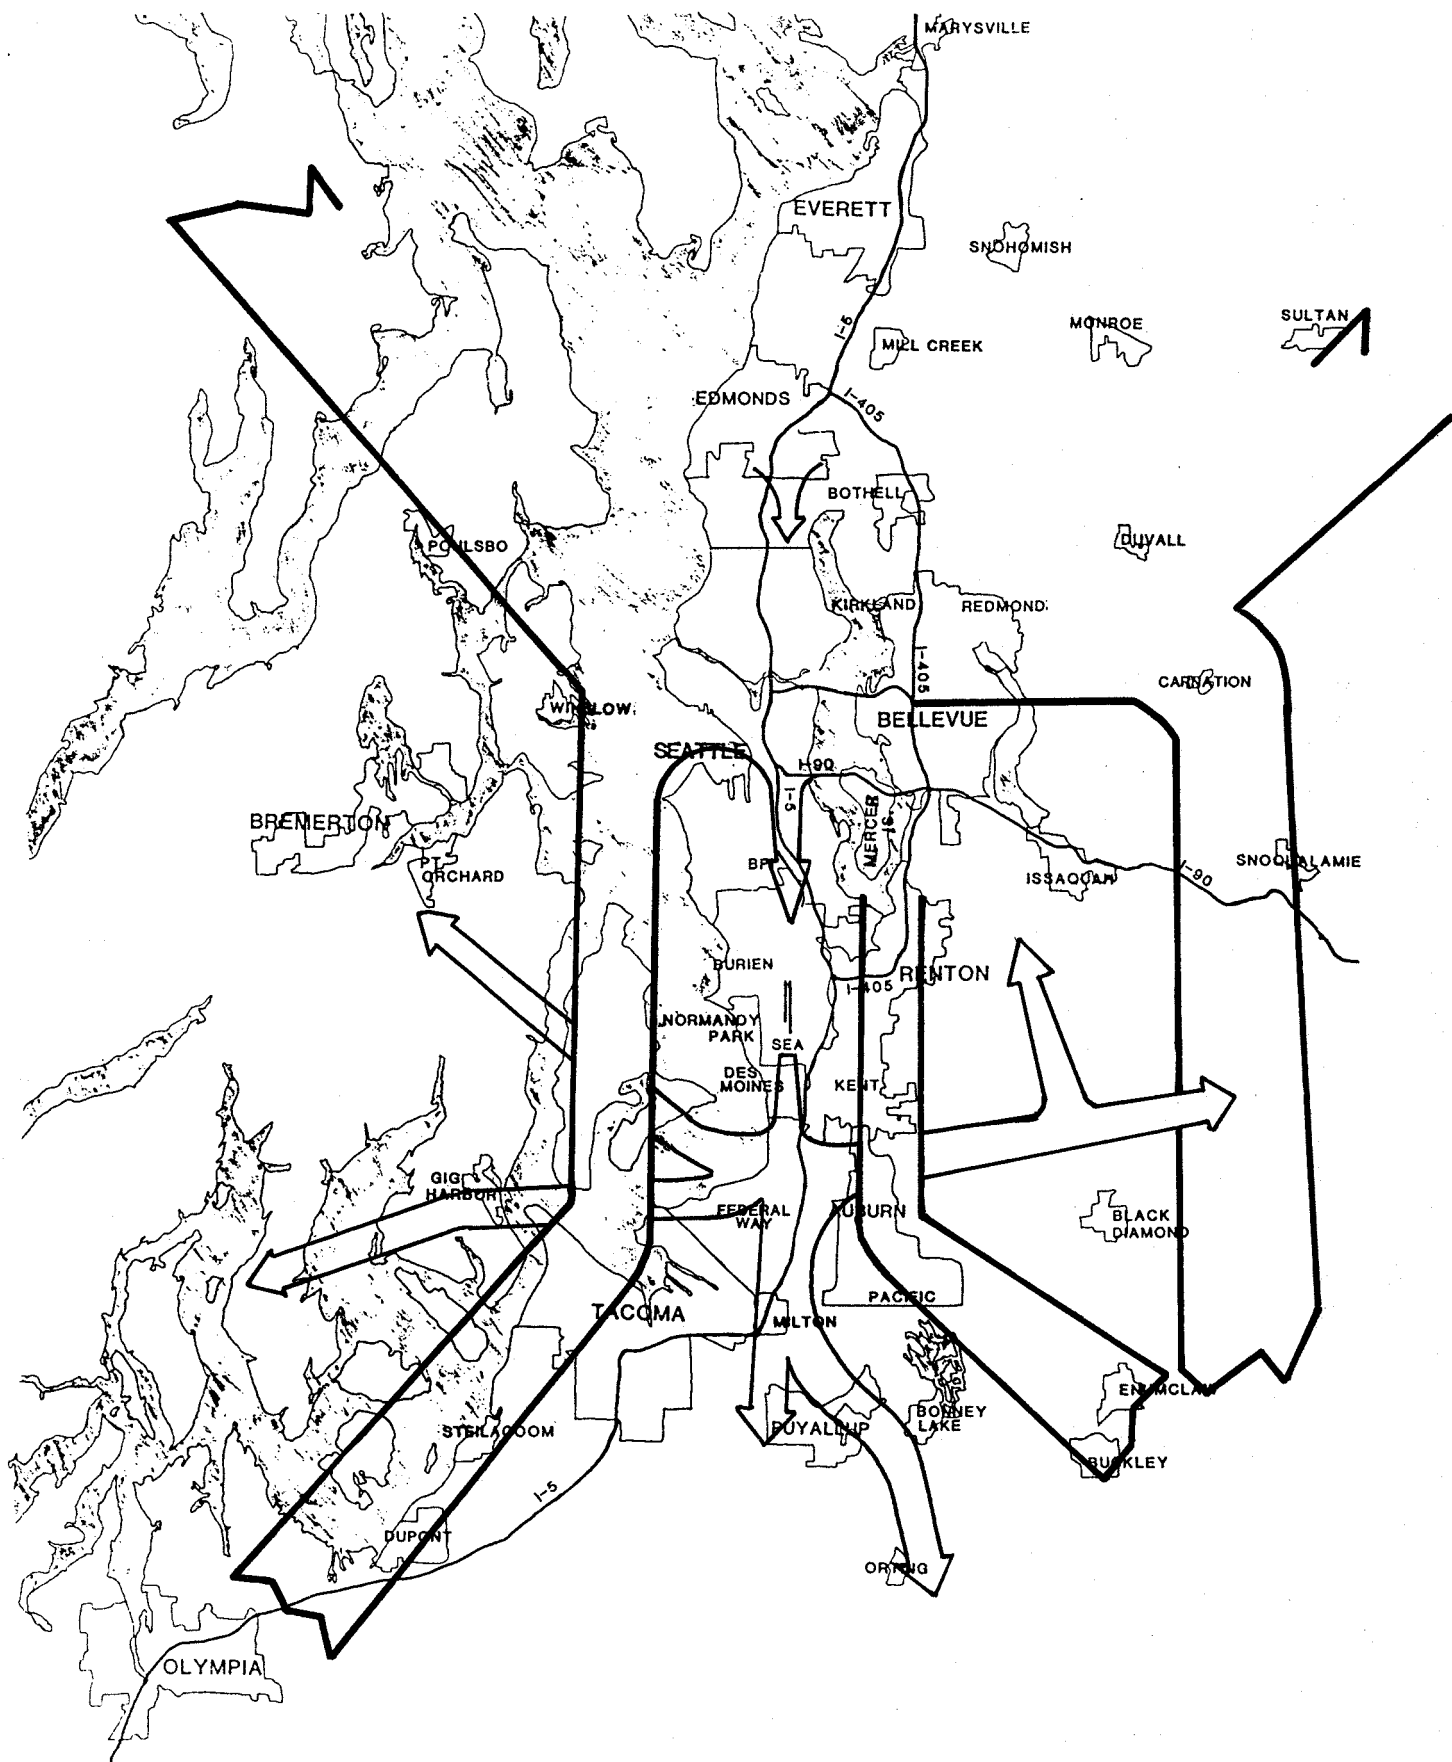 MARYSVILLE
EVERETT
SNOHOMISH
I-5
SULTAN
MONROE
MILL CREEK
EDMONDS
I-405
BOTHELL
DUVALL
POULSBO
KIRKLAND
REDMOND
I-405
CARNATION
WINSLOW
BELLEVUE
SEATTLE
I-90
I-5
MERCER
IS.
BREMERTON
PT.
ORCHARD
SNOQUALAMIE
ISSAQUAH
I-90
BURIEN
RENTON
I-405
NORMANDY
PARK
SEA
DES
MOINES
KENT
GIG
HARBOR
FEDERAL
WAY
AUBURN
BLACK
DIAMOND
PACIFIC
TACOMA
MILTON
ENUMCLAW
BONNEY
LAKE
PUYALLUP
STEILACOOM
BUCKLEY
I-5
DUPONT
ORTING
OLYMPIA